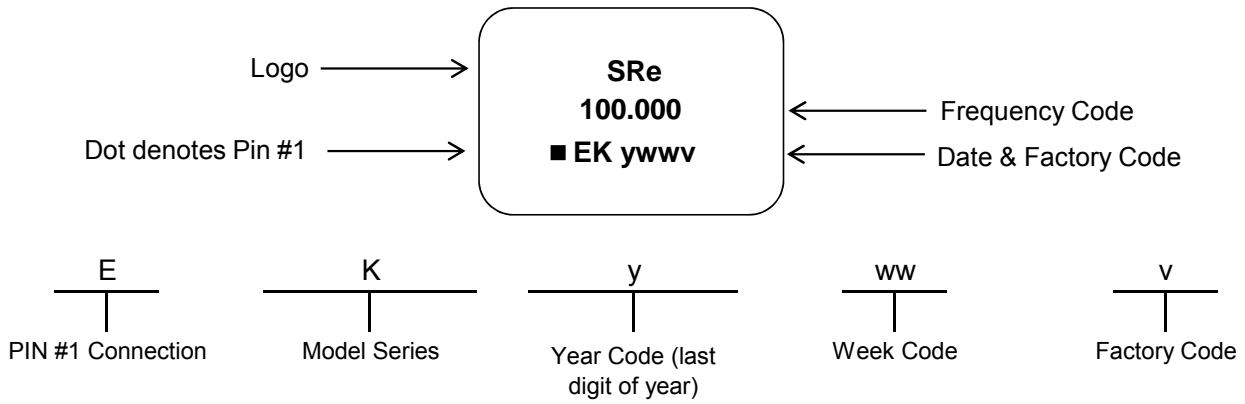 Logo
SRe
100.000
Frequency Code
Dot denotes Pin #1
■ EK ywwv
Date & Factory Code
E K y ww v
PIN #1 Connection
Model Series
Year Code (last
digit of year)
Week Code
Factory Code